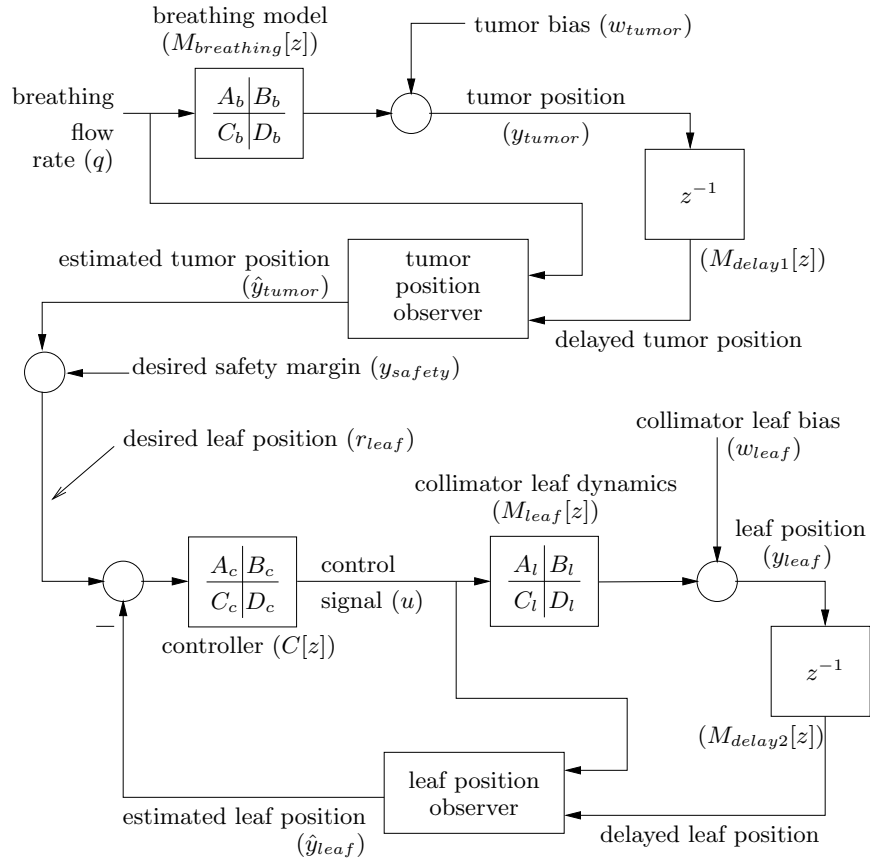 breathing model
(M_{breathing}[z])
tumor bias (w_{tumor})
breathing
flow
rate (q)
A_b B_b
C_b D_b
tumor position
(y_{tumor})
z^{-1}
(M_{delay1}[z])
estimated tumor position
(ŷ_{tumor})
tumor
position
observer
delayed tumor position
desired safety margin (y_{safety})
desired leaf position (r_{leaf})
collimator leaf bias
(w_{leaf})
collimator leaf dynamics
(M_{leaf}[z])
leaf position
(y_{leaf})
A_c B_c
C_c D_c
control
signal (u)
A_l B_l
C_l D_l
−
controller (C[z])
z^{-1}
(M_{delay2}[z])
leaf position
observer
estimated leaf position
(ŷ_{leaf})
delayed leaf position